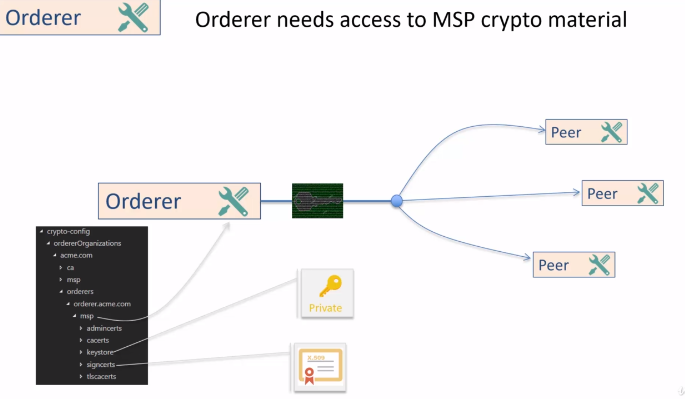 Orderer
Orderer needs access to MSP crypto material
Peer
Peer
Orderer
Peer
crypto-config
ordererOrganizations
acme.com
ca
msp
orderers
orderer.acme.com
msp
admincerts
cacerts
keystore
signcerts
tlscacerts
Private
X.509